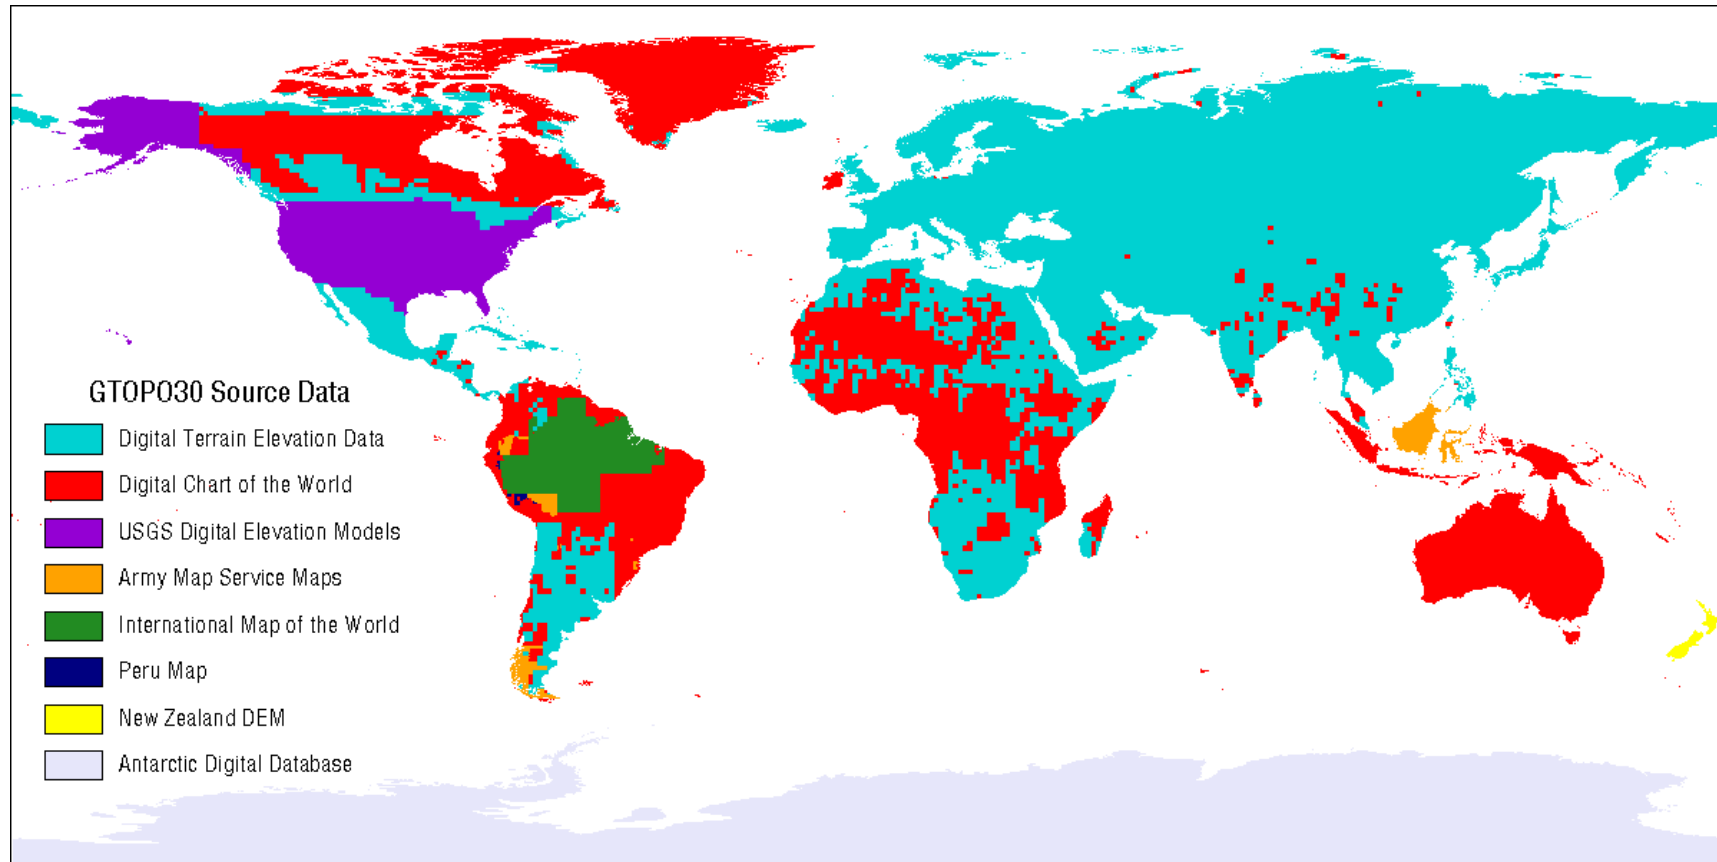 GTOPO30 Source Data
Digital Terrain Elevation Data
Digital Chart of the World
USGS Digital Elevation Models
Army Map Service Maps
International Map of the World
Peru Map
New Zealand DEM
Antarctic Digital Database